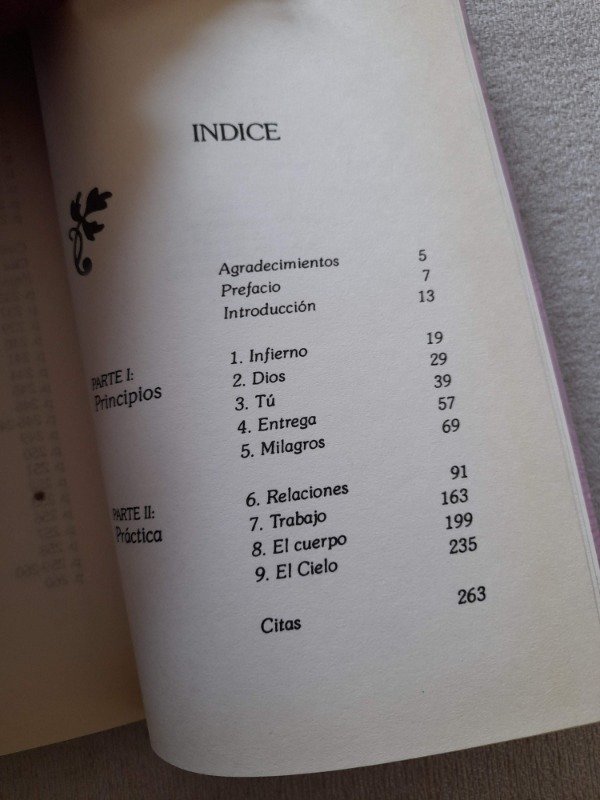 INDICE
Agradecimientos 5
Prefacio 7
Introducción 13
PARTE I:
Principios
1. Infierno 19
2. Dios 29
3. Tú 39
4. Entrega 57
5. Milagros 69
PARTE II:
Práctica
6. Relaciones 91
7. Trabajo 163
8. El cuerpo 199
9. El Cielo 235
Citas 263